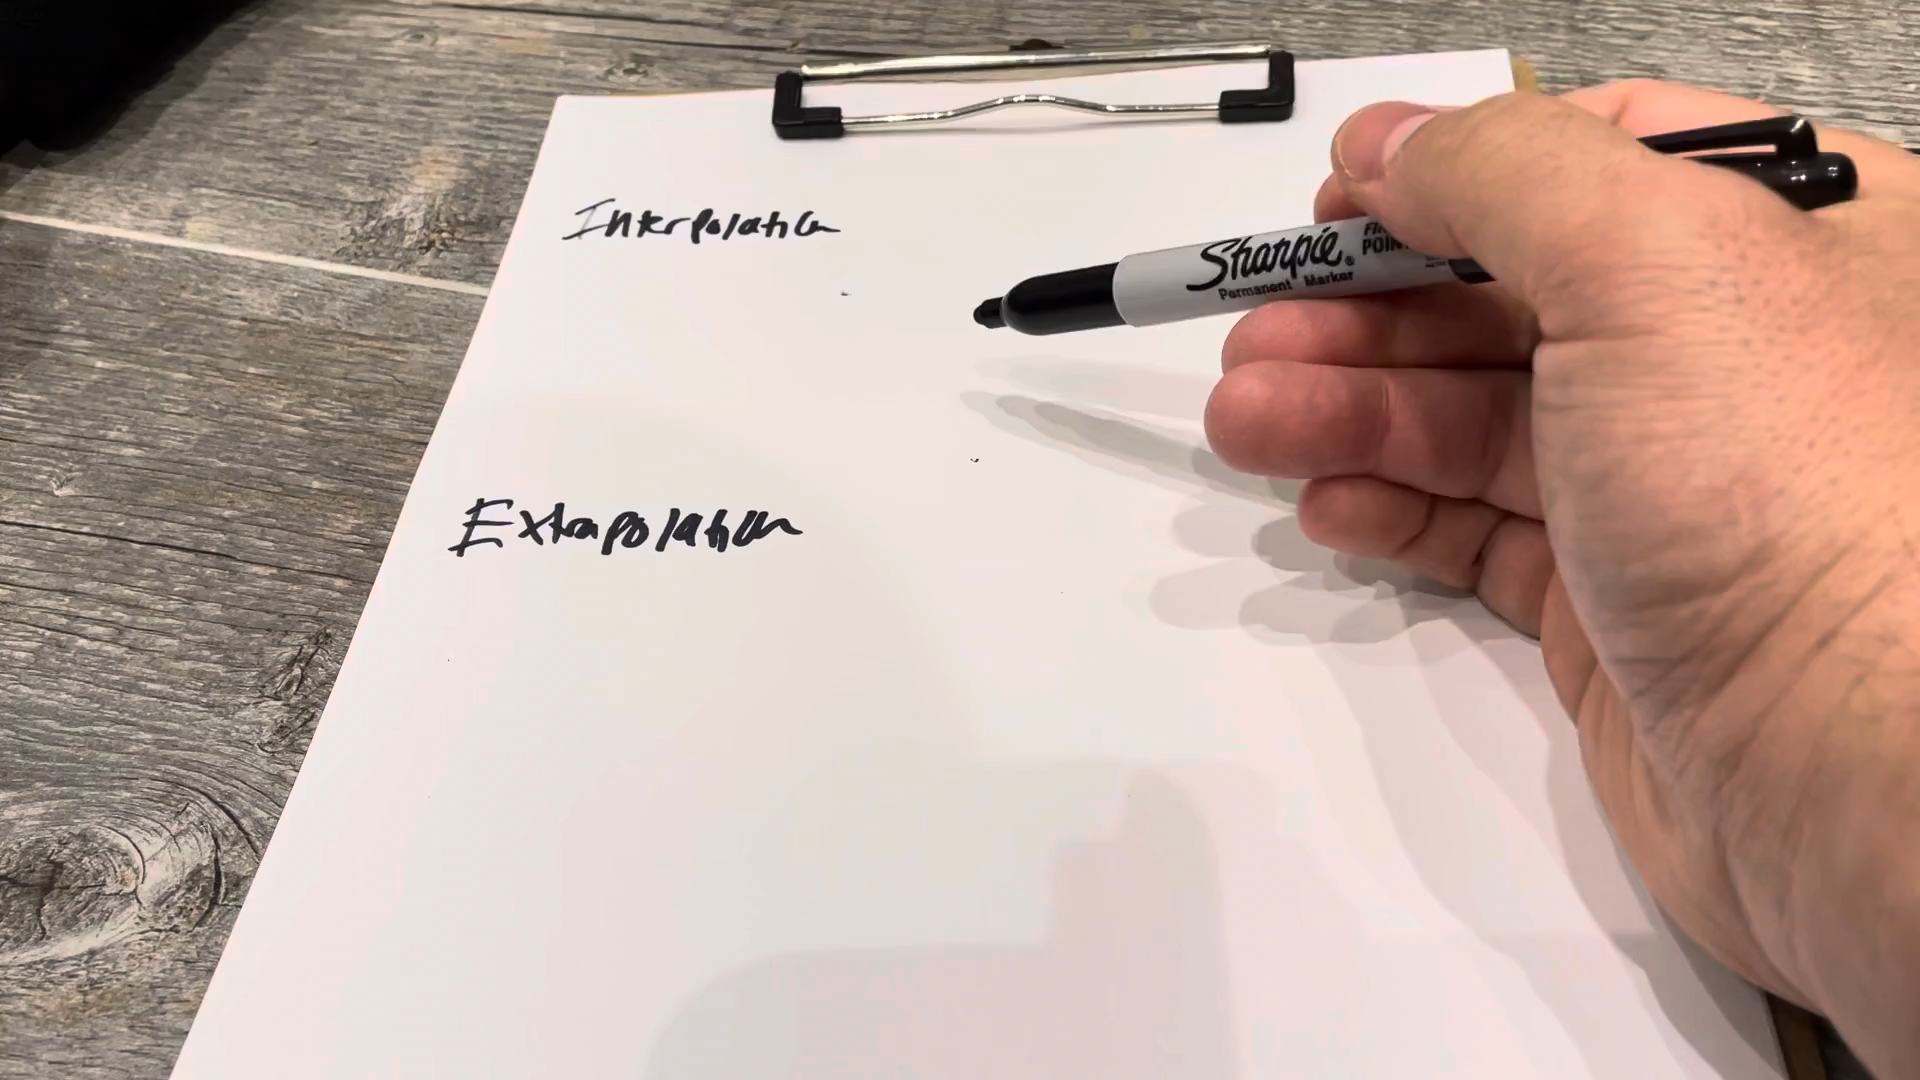 Interpolation
Sharpie®
Permanent Marker
Extrapolation